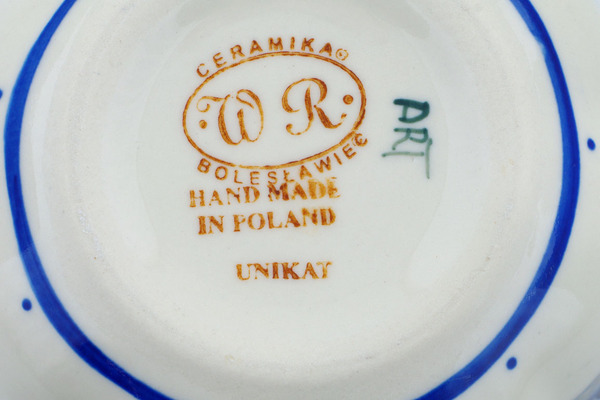 CERAMIKA©
W R.
BOLESŁAWIEC
HAND MADE
IN POLAND
UNIKAT
ART